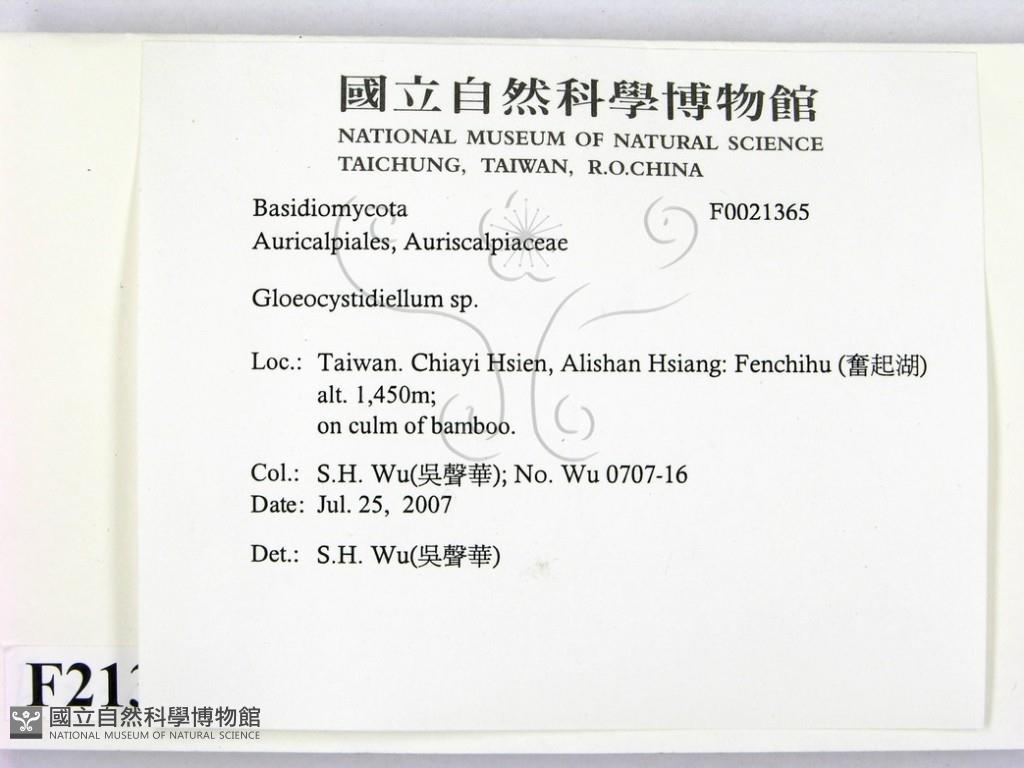 國立自然科學博物館
NATIONAL MUSEUM OF NATURAL SCIENCE
TAICHUNG, TAIWAN, R.O.CHINA
Basidiomycota F0021365
Auricalpiales, Auriscalpiaceae
Gloeocystidiellum sp.
Loc.: Taiwan. Chiayi Hsien, Alishan Hsiang: Fenchihu (奮起湖)
alt. 1,450m;
on culm of bamboo.
Col.: S.H. Wu(吳聲華); No. Wu 0707-16
Date: Jul. 25, 2007
Det.: S.H. Wu(吳聲華)
F213
國立自然科學博物館
NATIONAL MUSEUM OF NATURAL SCIENCE